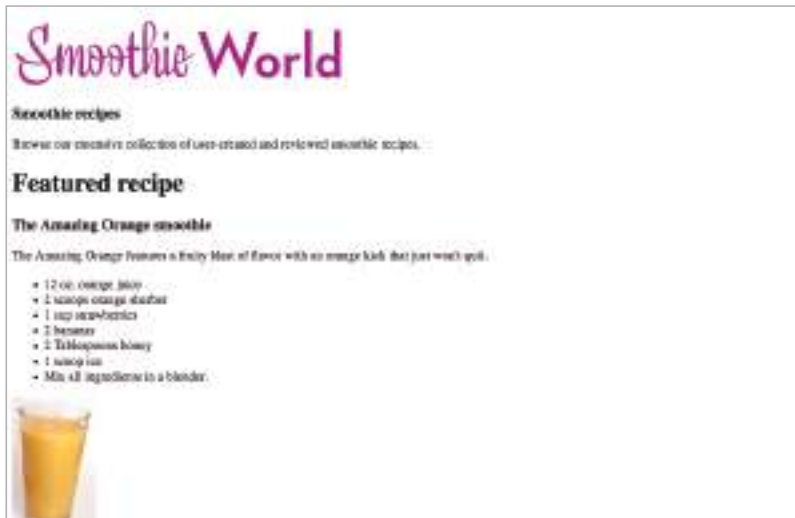 Smoothie World
Smoothie recipes
Browse our extensive collection of user-created and reviewed smoothie recipes.
Featured recipe
The Amazing Orange smoothie
The Amazing Orange features a fruity blast of flavor with an orange kick that just won't quit.
12 oz. orange juice
2 scoops orange sherbet
1 cup strawberries
2 bananas
2 Tablespoons honey
1 scoop ice
Mix all ingredients in a blender.